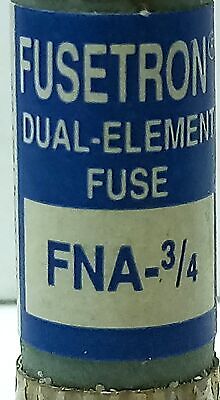 FUSETRON®
DUAL-ELEMENT
FUSE
FNA-3/4